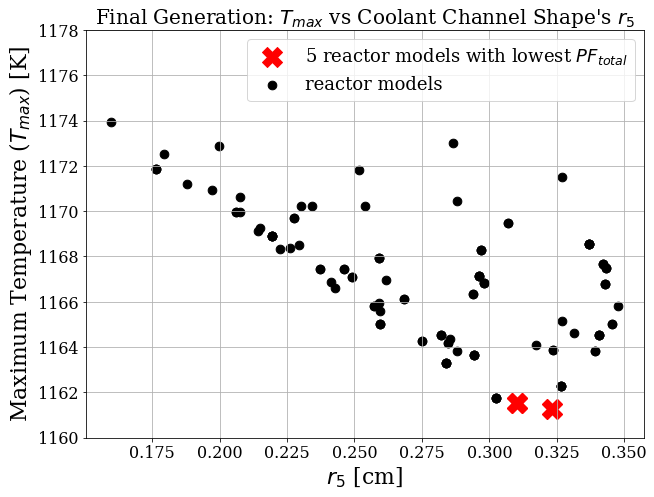 Final Generation: T_max vs Coolant Channel Shape's r_5
5 reactor models with lowest PF_total
reactor models
Maximum Temperature (T_max) [K]
1178
1176
1174
1172
1170
1168
1166
1164
1162
1160
0.175 0.200 0.225 0.250 0.275 0.300 0.325 0.350
r_5 [cm]